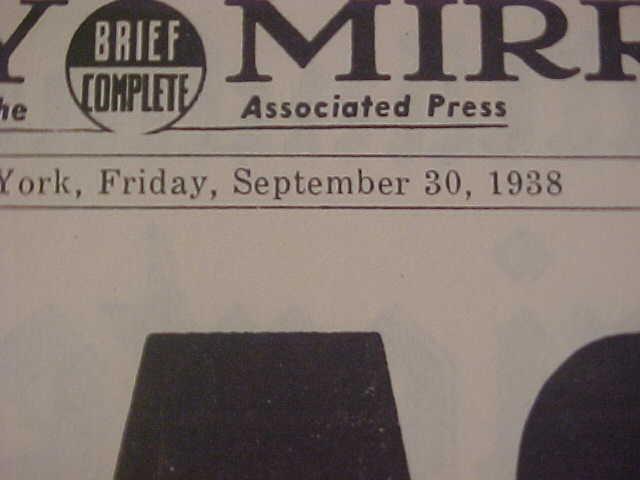 Y BRIEF COMPLETE MIRR
he Associated Press
York, Friday, September 30, 1938